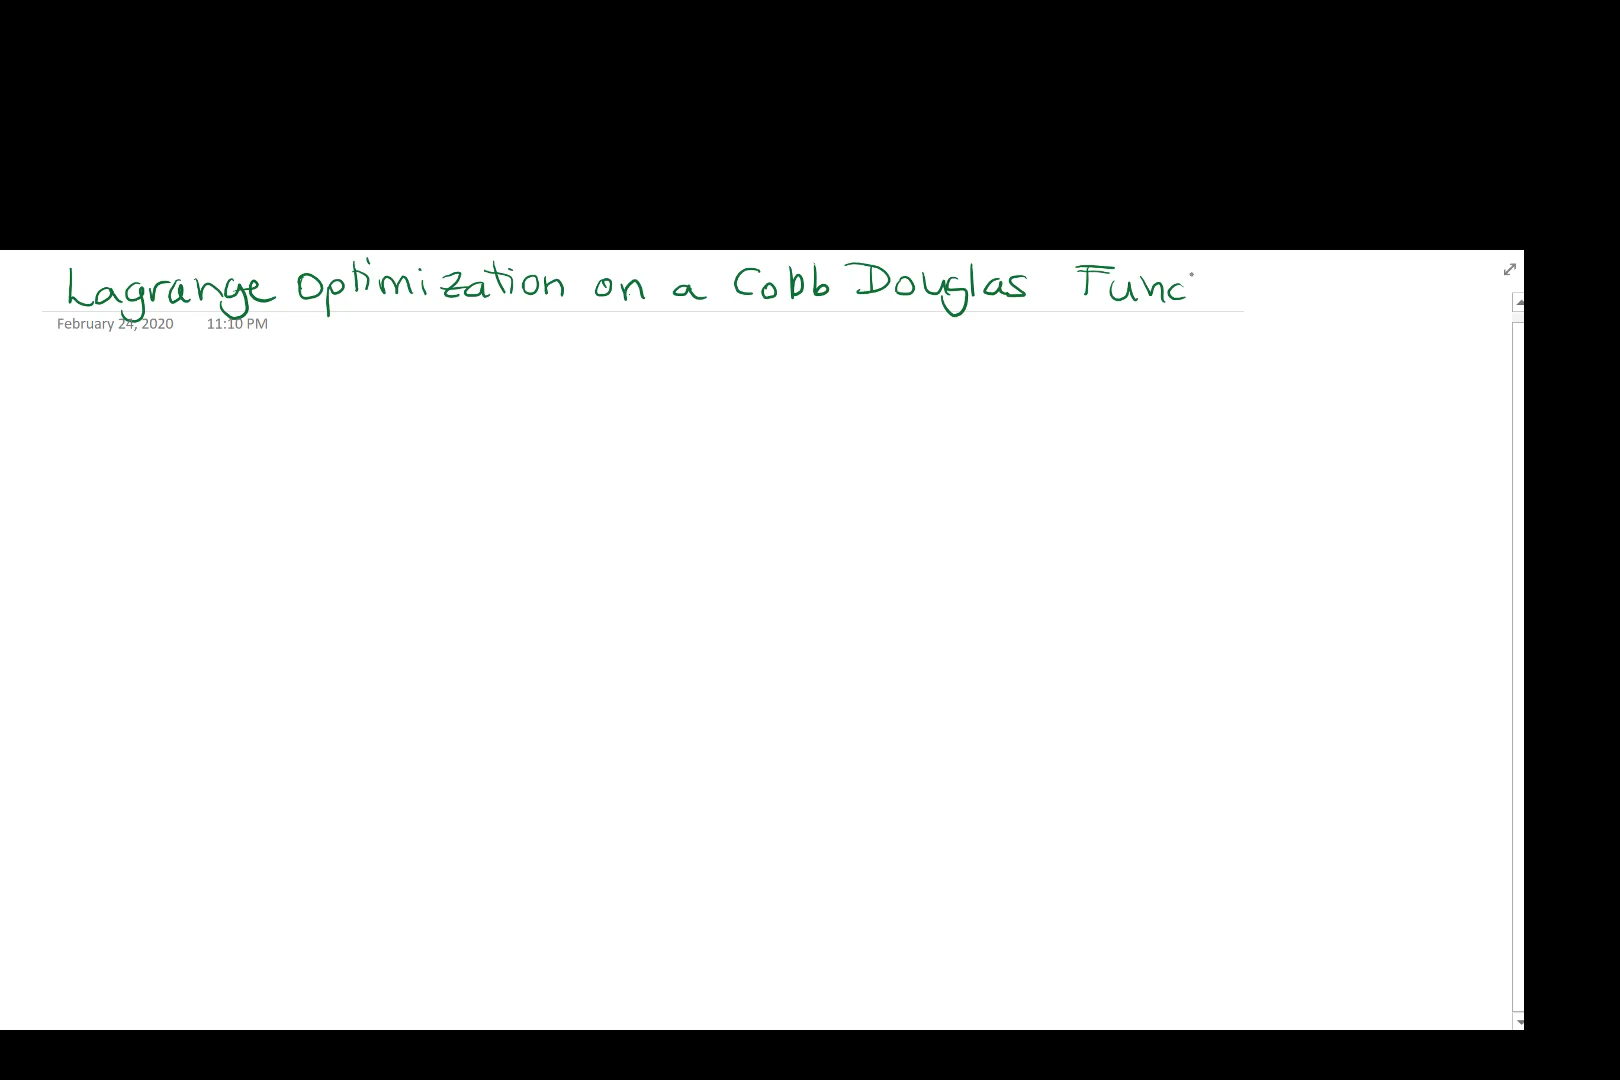 Lagrange Optimization on a Cobb Douglas Func
February 24, 2020 11:10 PM